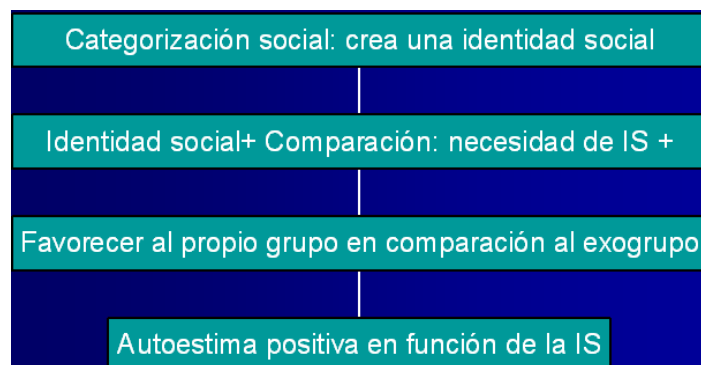 Categorización social: crea una identidad social
Identidad social+ Comparación: necesidad de IS +
Favorecer al propio grupo en comparación al exogrupo
Autoestima positiva en función de la IS